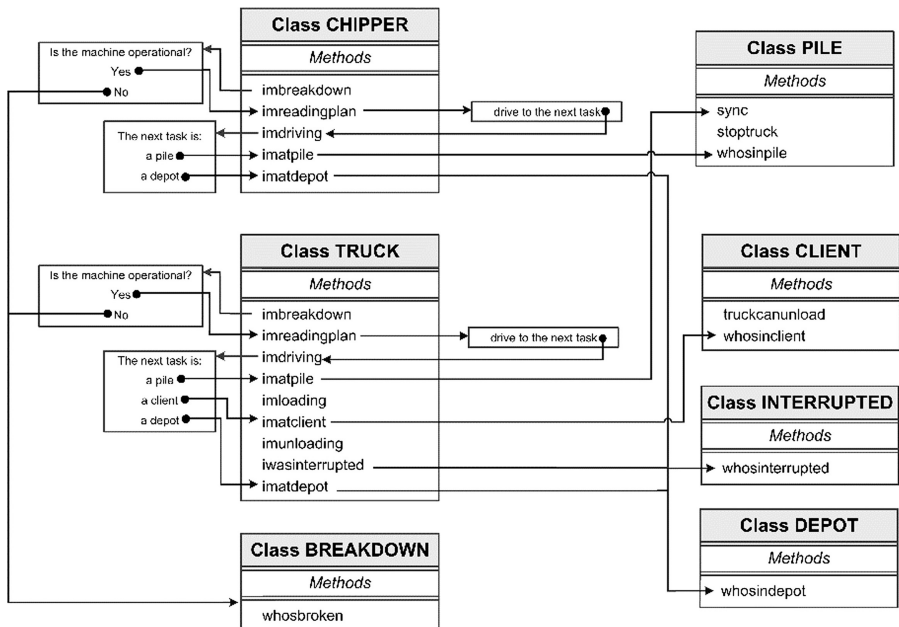 Class CHIPPER
Methods
Is the machine operational?
Yes
No
imbreakdown
imreadingplan
drive to the next task
imdriving
The next task is:
a pile
a depot
imatpile
imatdepot
Class PILE
Methods
sync
stoptruck
whosinpile
Class TRUCK
Methods
Is the machine operational?
Yes
No
imbreakdown
imreadingplan
drive to the next task
imdriving
The next task is:
a pile
a client
a depot
imatpile
imloading
imatclient
imunloading
iwasinterrupted
imatdepot
Class CLIENT
Methods
truckcanunload
whosinclient
Class INTERRUPTED
Methods
whosinterrupted
Class DEPOT
Methods
whosindepot
Class BREAKDOWN
Methods
whosbroken